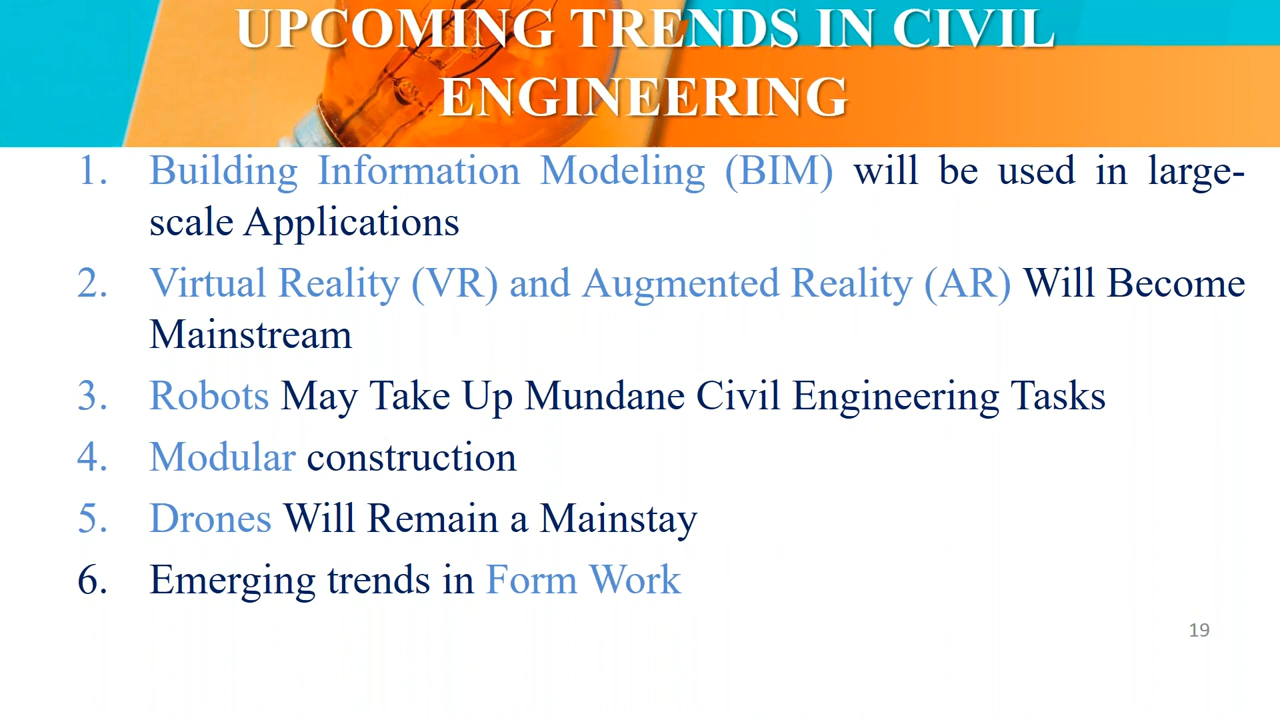 UPCOMING TRENDS IN CIVIL
ENGINEERING
1. Building Information Modeling (BIM) will be used in large-
scale Applications
2. Virtual Reality (VR) and Augmented Reality (AR) Will Become
Mainstream
3. Robots May Take Up Mundane Civil Engineering Tasks
4. Modular construction
5. Drones Will Remain a Mainstay
6. Emerging trends in Form Work
19